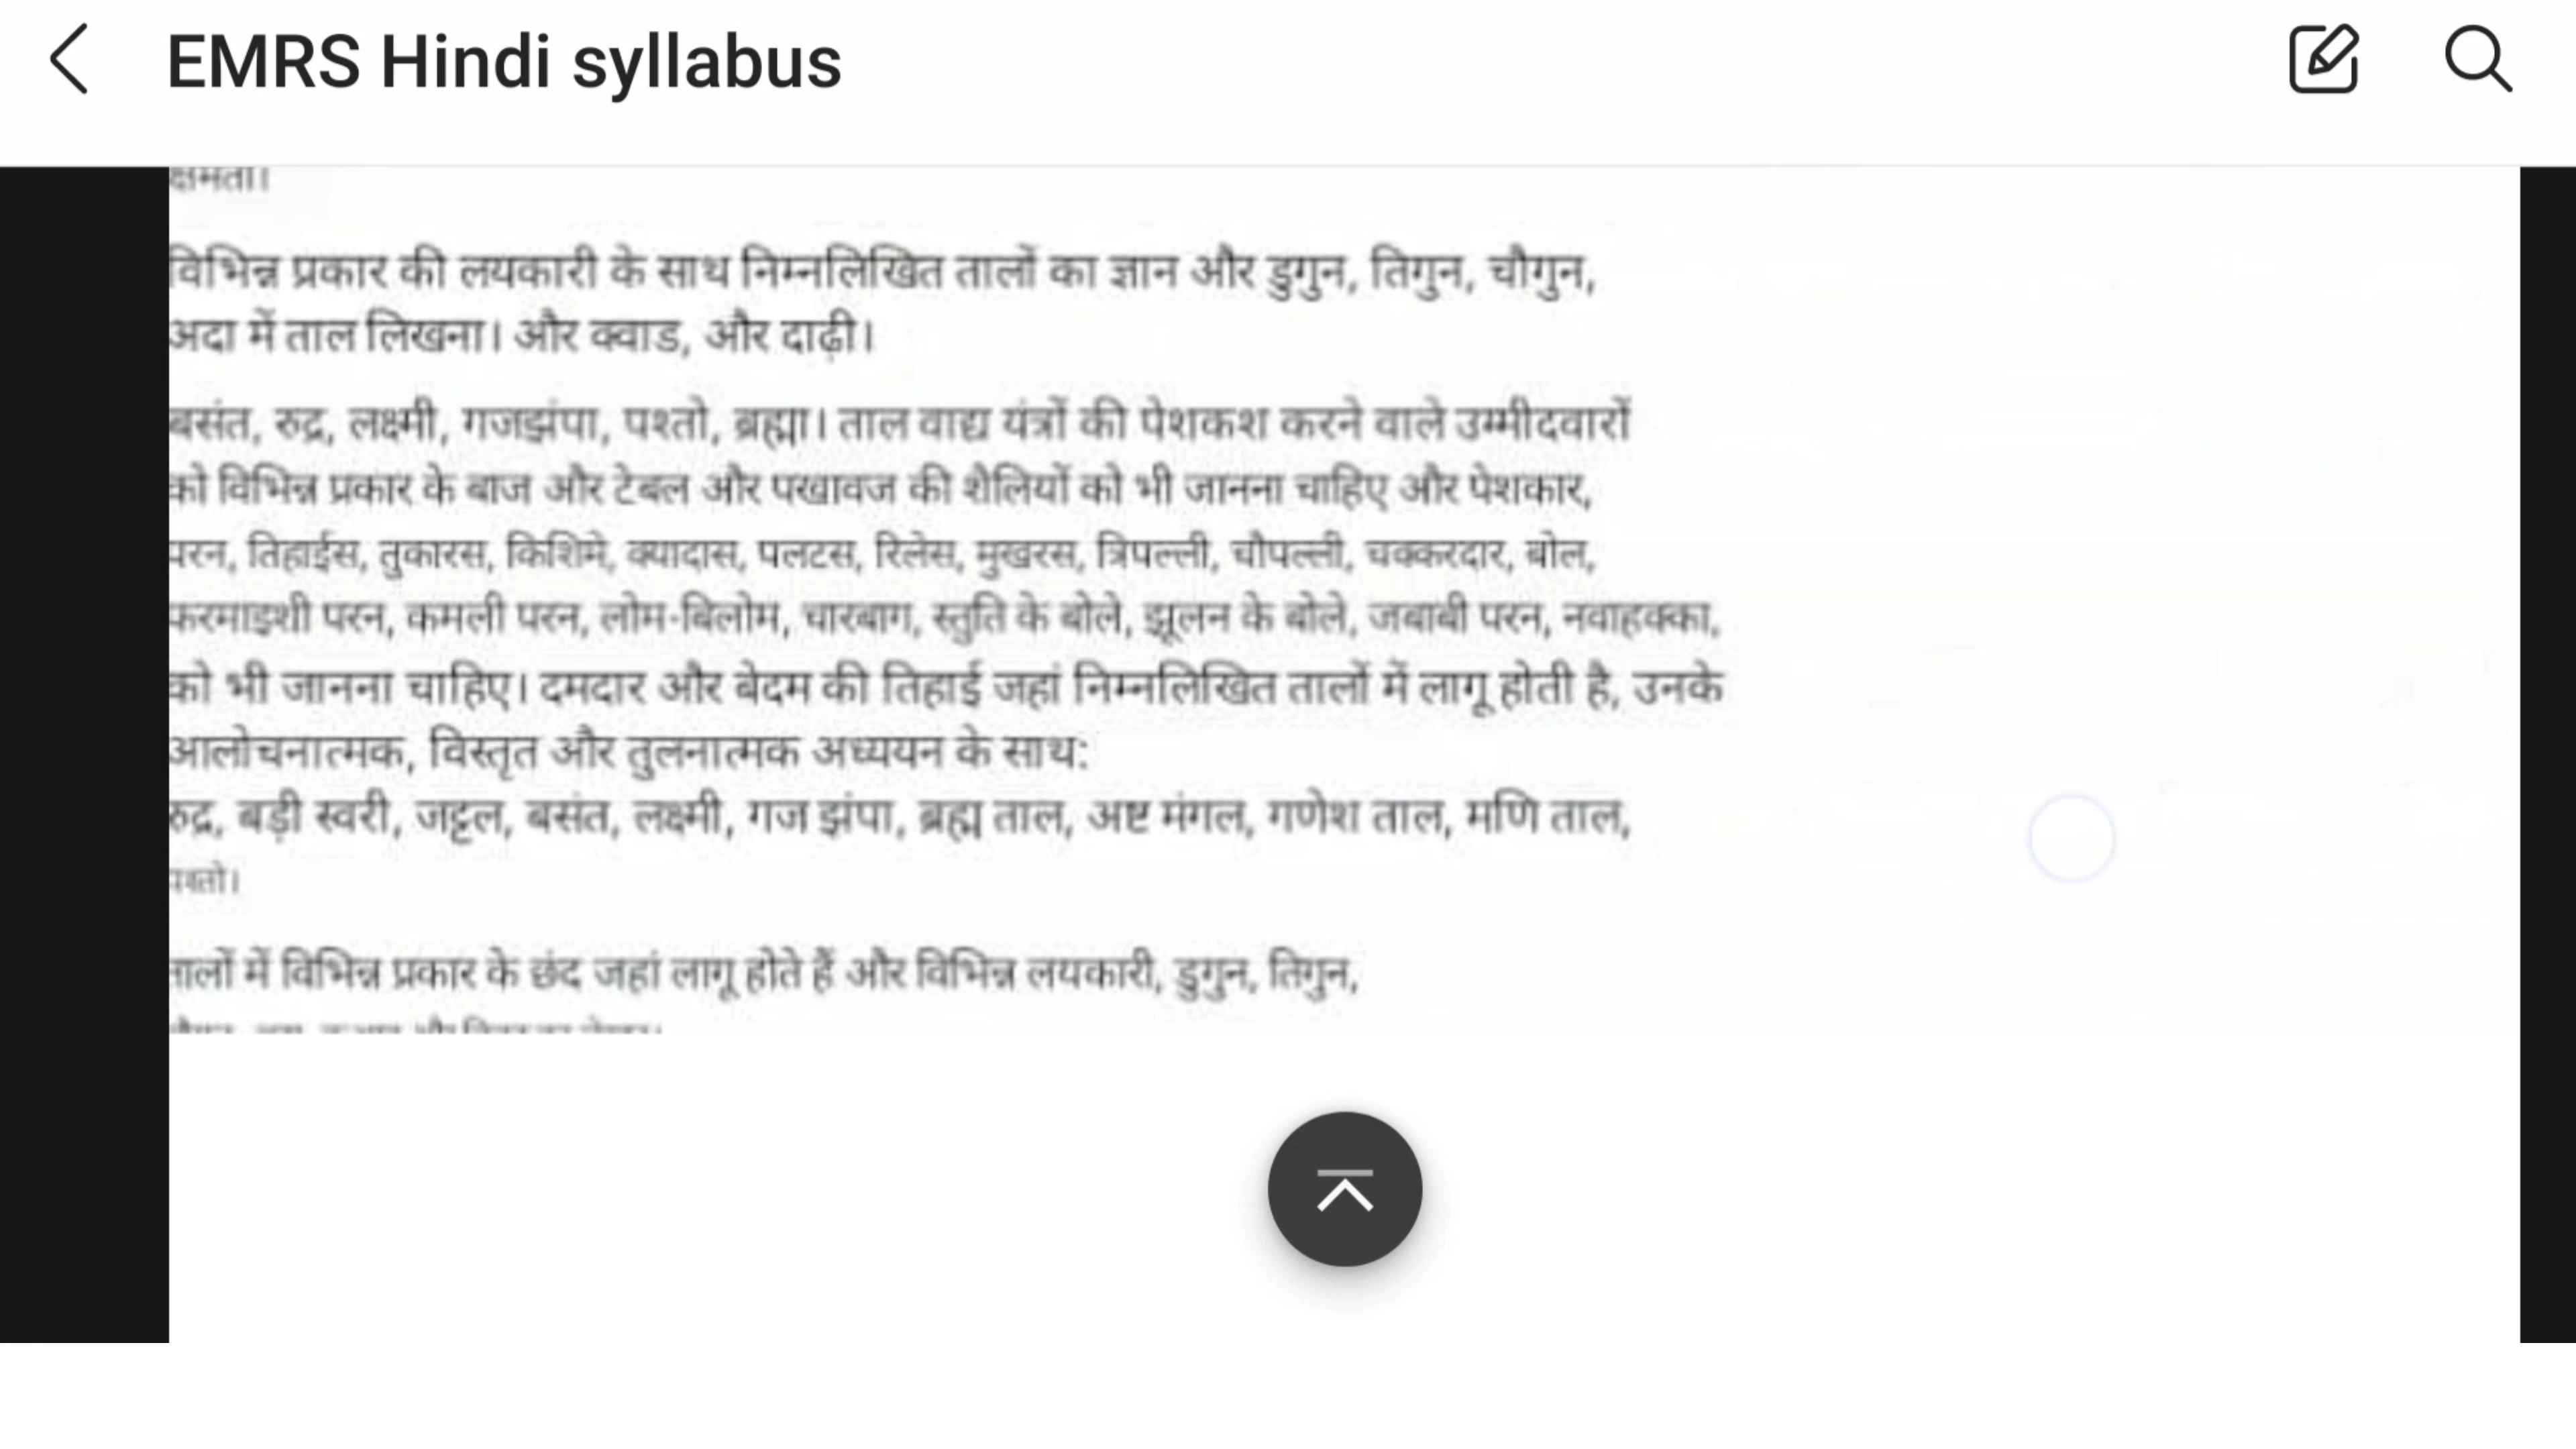 EMRS Hindi syllabus
क्षमता।
विभिन्न प्रकार की लयकारी के साथ निम्नलिखित तालों का ज्ञान और डुगुन, तिगुन, चौगुन,
अदा में ताल लिखना। और क्वाड, और दाढ़ी।
बसंत, रुद्र, लक्ष्मी, गजझंपा, पश्तो, ब्रह्मा। ताल वाद्य यंत्रों की पेशकश करने वाले उम्मीदवारों
को विभिन्न प्रकार के बाज और टेबल और पखावज की शैलियों को भी जानना चाहिए और पेशकार,
परन, तिहाईस, तुकारस, किशिमे, क्यादास, पलटस, रिलेस, मुखरस, त्रिपल्ली, चौपल्ली, चक्करदार, बोल,
फरमाइशी परन, कमली परन, लोम-बिलोम, चारबाग, स्तुति के बोले, झूलन के बोले, जबाबी परन, नवाहक्का,
को भी जानना चाहिए। दमदार और बेदम की तिहाई जहां निम्नलिखित तालों में लागू होती है, उनके
आलोचनात्मक, विस्तृत और तुलनात्मक अध्ययन के साथ:
रुद्र, बड़ी स्वरी, जट्टल, बसंत, लक्ष्मी, गज झंपा, ब्रह्म ताल, अष्ट मंगल, गणेश ताल, मणि ताल,
पश्तो।
तालों में विभिन्न प्रकार के छंद जहां लागू होते हैं और विभिन्न लयकारी, डुगुन, तिगुन,